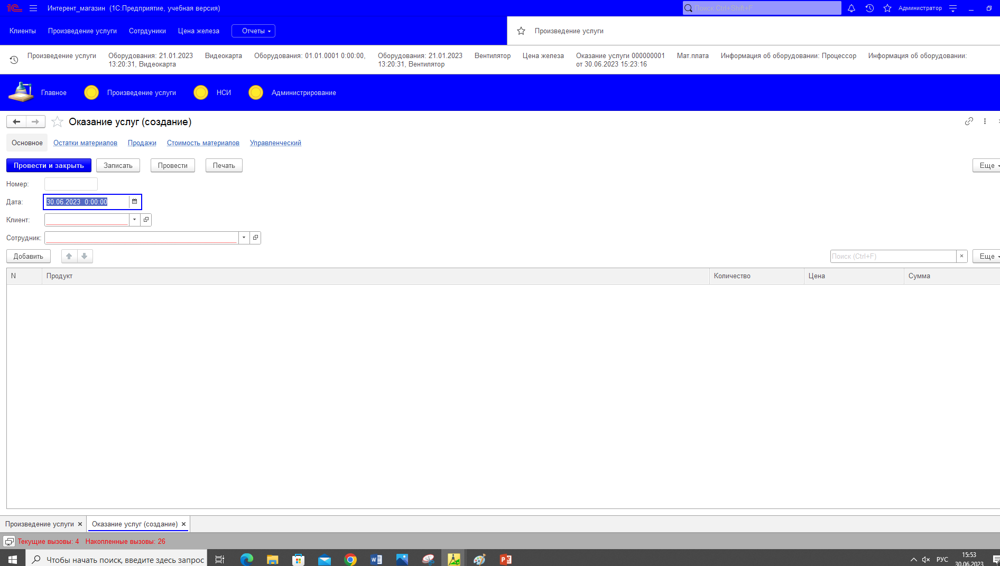 1С Интерент_магазин (1С:Предприятие, учебная версия) Поиск Ctrl+Shift+F Администратор
Клиенты Произведение услуги Сотрудники Цена железа Отчеты Произведение услуги
Произведение услуги Оборудования: 21.01.2023 Видеокарта Оборудования: 01.01.0001 0:00:00, Оборудования: 21.01.2023 Вентилятор Цена железа Оказание услуги 000000001 Мат.плата Информация об оборудовании: Процессор Информация об оборудовании:
13:20:31, Видеокарта 13:20:31, Вентилятор от 30.06.2023 15:23:16
Главное Произведение услуги НСИ Администрирование
Оказание услуг (создание)
Основное Остатки материалов Продажи Стоимость материалов Управленческий
Провести и закрыть Записать Провести Печать Еще
Номер:
Дата: 30.06.2023 0:00:00
Клиент:
Сотрудник:
Добавить Поиск (Ctrl+F) × Еще
N Продукт Количество Цена Сумма
Произведение услуги × Оказание услуг (создание) ×
Текущие вызовы: 4 Накопленные вызовы: 26
Чтобы начать поиск, введите здесь запрос РУС 15:53
30.06.2023